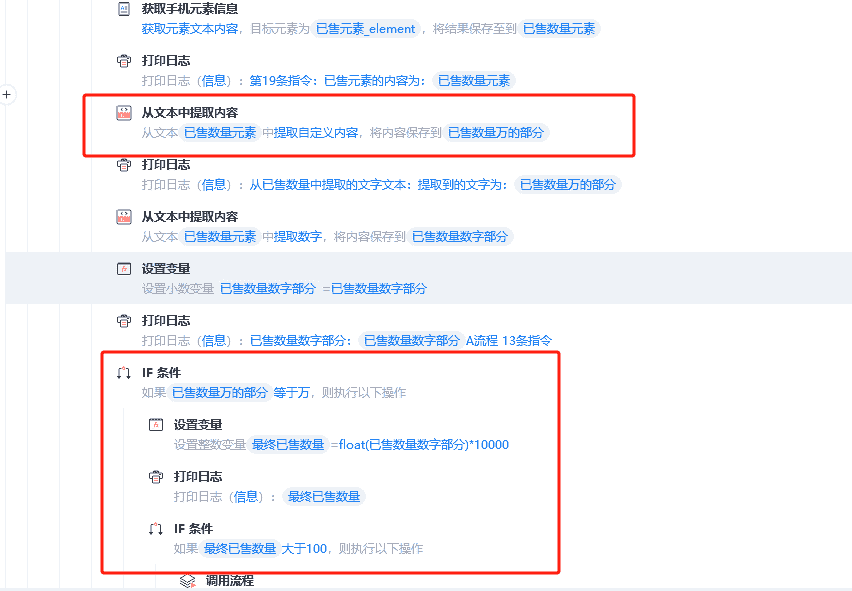 获取手机元素信息
获取元素文本内容，目标元素为 已售元素_element ，将结果保存至到 已售数量元素
打印日志
打印日志（信息）：第19条指令：已售元素的内容为： 已售数量元素
从文本中提取内容
从文本 已售数量元素 中提取自定义内容，将内容保存到 已售数量万的部分
打印日志
打印日志（信息）：从已售数量中提取的文字文本：提取到的文字为： 已售数量万的部分
从文本中提取内容
从文本 已售数量元素 中提取数字，将内容保存到 已售数量数字部分
设置变量
设置小数变量 已售数量数字部分 =已售数量数字部分
打印日志
打印日志（信息）：已售数量数字部分： 已售数量数字部分 A流程 13条指令
IF 条件
如果 已售数量万的部分 等于万，则执行以下操作
设置变量
设置整数变量 最终已售数量 =float(已售数量数字部分)*10000
打印日志
打印日志（信息）： 最终已售数量
IF 条件
如果 最终已售数量 大于100，则执行以下操作
调用流程